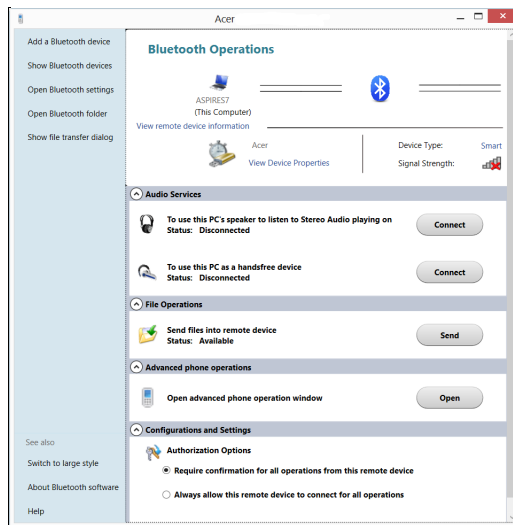 Acer
Add a Bluetooth device
Show Bluetooth devices
Open Bluetooth settings
Open Bluetooth folder
Show file transfer dialog
Bluetooth Operations
ASPIRES7
(This Computer)
View remote device information
Acer
View Device Properties
Device Type: Smart
Signal Strength:
Audio Services
To use this PC's speaker to listen to Stereo Audio playing on
Status: Disconnected
Connect
To use this PC as a handsfree device
Status: Disconnected
Connect
File Operations
Send files into remote device
Status: Available
Send
Advanced phone operations
Open advanced phone operation window
Open
Configurations and Settings
Authorization Options
Require confirmation for all operations from this remote device
Always allow this remote device to connect for all operations
See also
Switch to large style
About Bluetooth software
Help